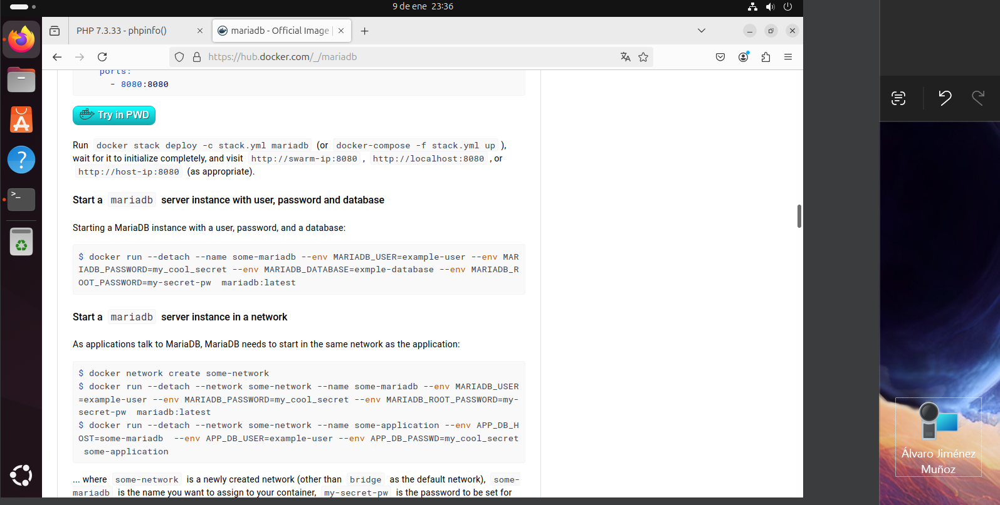 9 de ene 23:36
PHP 7.3.33 - phpinfo()
mariadb - Official Image |
https://hub.docker.com/_/mariadb
ports:
- 8080:8080
Try in PWD
Run docker stack deploy -c stack.yml mariadb (or docker-compose -f stack.yml up ),
wait for it to initialize completely, and visit http://swarm-ip:8080 , http://localhost:8080 , or
http://host-ip:8080 (as appropriate).
Start a mariadb server instance with user, password and database
Starting a MariaDB instance with a user, password, and a database:
$ docker run --detach --name some-mariadb --env MARIADB_USER=example-user --env MAR
IADB_PASSWORD=my_cool_secret --env MARIADB_DATABASE=exmple-database --env MARIADB_R
OOT_PASSWORD=my-secret-pw  mariadb:latest
Start a mariadb server instance in a network
As applications talk to MariaDB, MariaDB needs to start in the same network as the application:
$ docker network create some-network
$ docker run --detach --network some-network --name some-mariadb --env MARIADB_USER
=example-user --env MARIADB_PASSWORD=my_cool_secret --env MARIADB_ROOT_PASSWORD=my-
secret-pw  mariadb:latest
$ docker run --detach --network some-network --name some-application --env APP_DB_H
OST=some-mariadb  --env APP_DB_USER=example-user --env APP_DB_PASSWD=my_cool_secret
some-application
... where some-network is a newly created network (other than bridge as the default network), some-
mariadb is the name you want to assign to your container, my-secret-pw is the password to be set for
Álvaro Jiménez
Muñoz